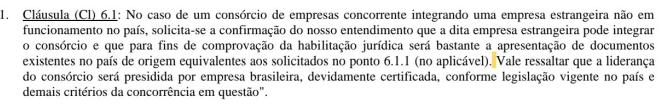 1. Cláusula (Cl) 6.1: No caso de um consórcio de empresas concorrente integrando uma empresa estrangeira não em
funcionamento no país, solicita-se a confirmação do nosso entendimento que a dita empresa estrangeira pode integrar
o consórcio e que para fins de comprovação da habilitação jurídica será bastante a apresentação de documentos
existentes no país de origem equivalentes aos solicitados no ponto 6.1.1 (no aplicável). Vale ressaltar que a liderança
do consórcio será presidida por empresa brasileira, devidamente certificada, conforme legislação vigente no país e
demais critérios da concorrência em questão".